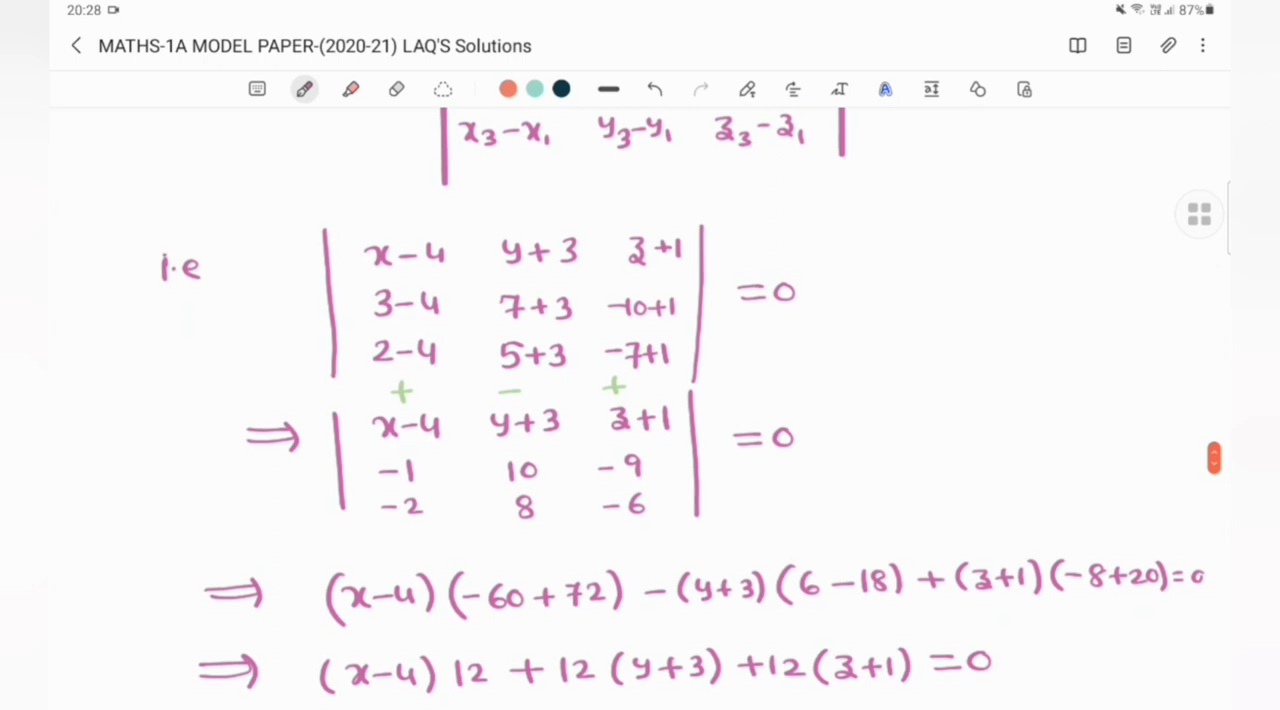 20:28 87%
MATHS-1A MODEL PAPER-(2020-21) LAQ'S Solutions
x₃-x₁ y₃-y₁ z₃-z₁
i.e
x-4 y+3 z+1
3-4 7+3 -10+1 =0
2-4 5+3 -7+1
+ - +
x-4 y+3 z+1
⇒ -1 10 -9 =0
-2 8 -6
⇒ (x-4)(-60+72) - (y+3)(6-18) + (z+1)(-8+20)=0
⇒ (x-4) 12 + 12 (y+3) +12(z+1) =0